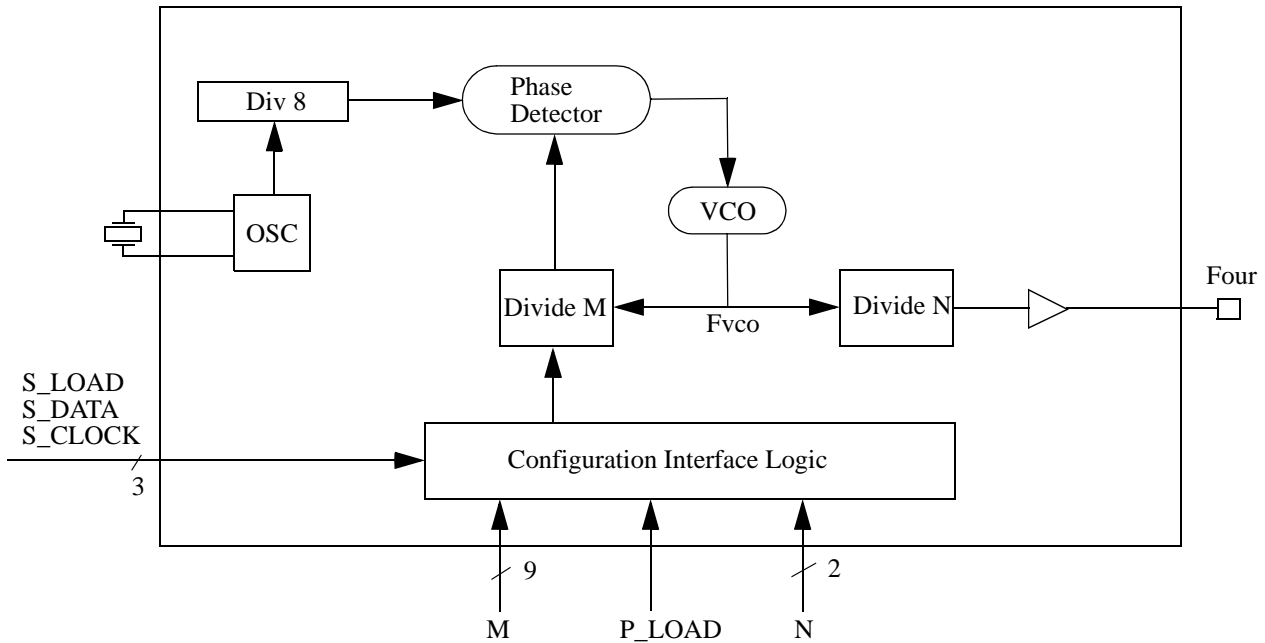 Phase
Detector
Div 8
VCO
OSC
Four
Divide M
Divide N
Fvco
S_LOAD
S_DATA
S_CLOCK
3
Configuration Interface Logic
9
2
M
P_LOAD
N